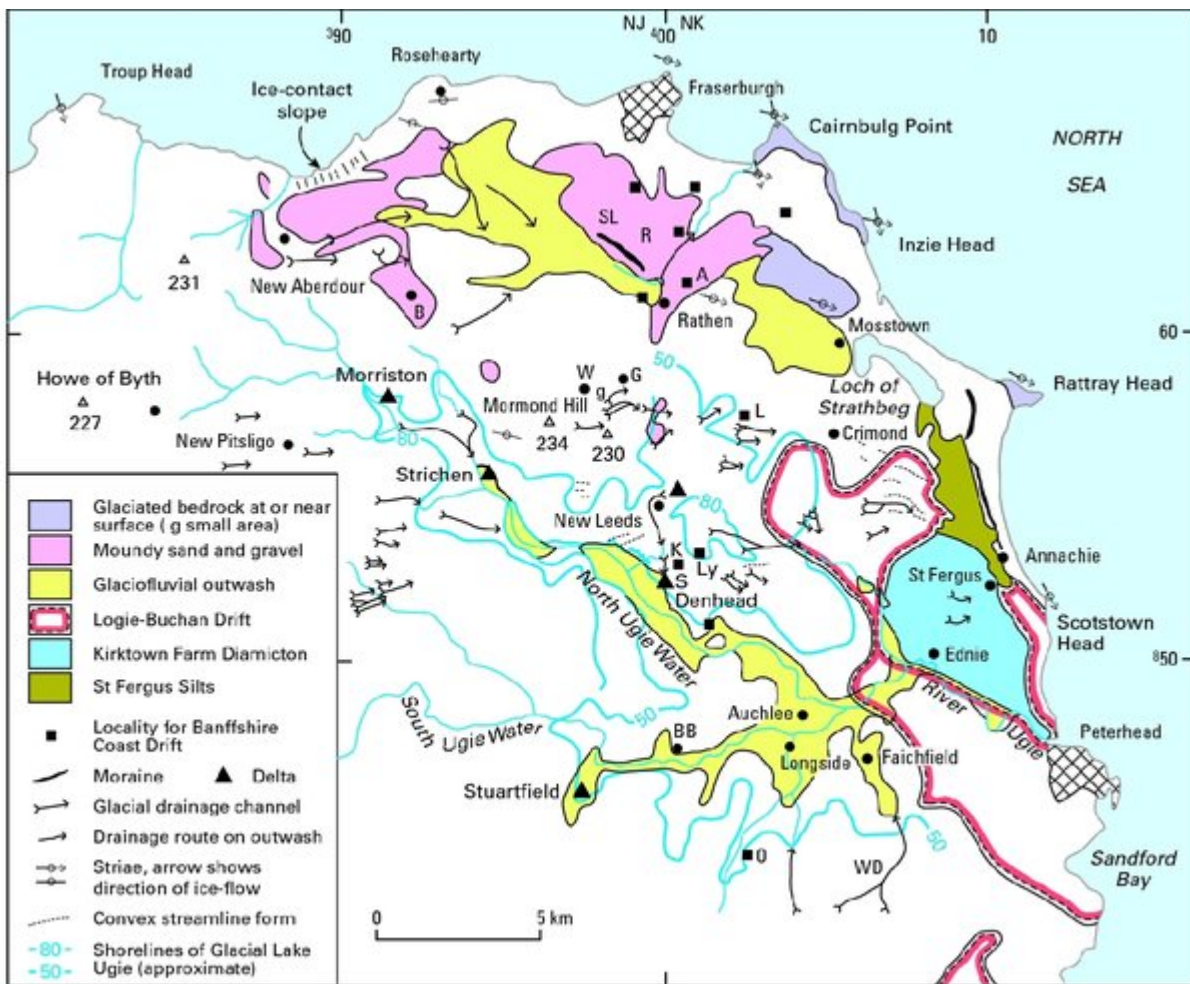 NJ NK
³90
⁴00
10
Troup Head
Rosehearty
Ice-contact
slope
Fraserburgh
Cairnbulg Point
NORTH
SEA
SL
R
Inzie Head
A
231
New Aberdour
B
Rathen
Mosstown
60
50
Howe of Byth
227
Morriston
W
G
g
Mormond Hill
234
230
L
Loch of
Strathbeg
Rattray Head
Crimond
New Pitsligo
80
Strichen
80
New Leeds
K
Ly
S
Denhead
Annachie
St Fergus
Scotstown
Head
Ednie
⁸50
North Ugie Water
River
Ugie
South Ugie Water
50
Auchlee
BB
Longside
Faichfield
Peterhead
Stuartfield
50
O
WD
Sandford
Bay
0
5 km
Glaciated bedrock at or near
surface ( g small area)
Moundy sand and gravel
Glaciofluvial outwash
Logie-Buchan Drift
Kirktown Farm Diamicton
St Fergus Silts
Locality for Banffshire
Coast Drift
Moraine
Delta
Glacial drainage channel
Drainage route on outwash
Striae, arrow shows
direction of ice-flow
Convex streamline form
80
Shorelines of Glacial Lake
50
Ugie (approximate)